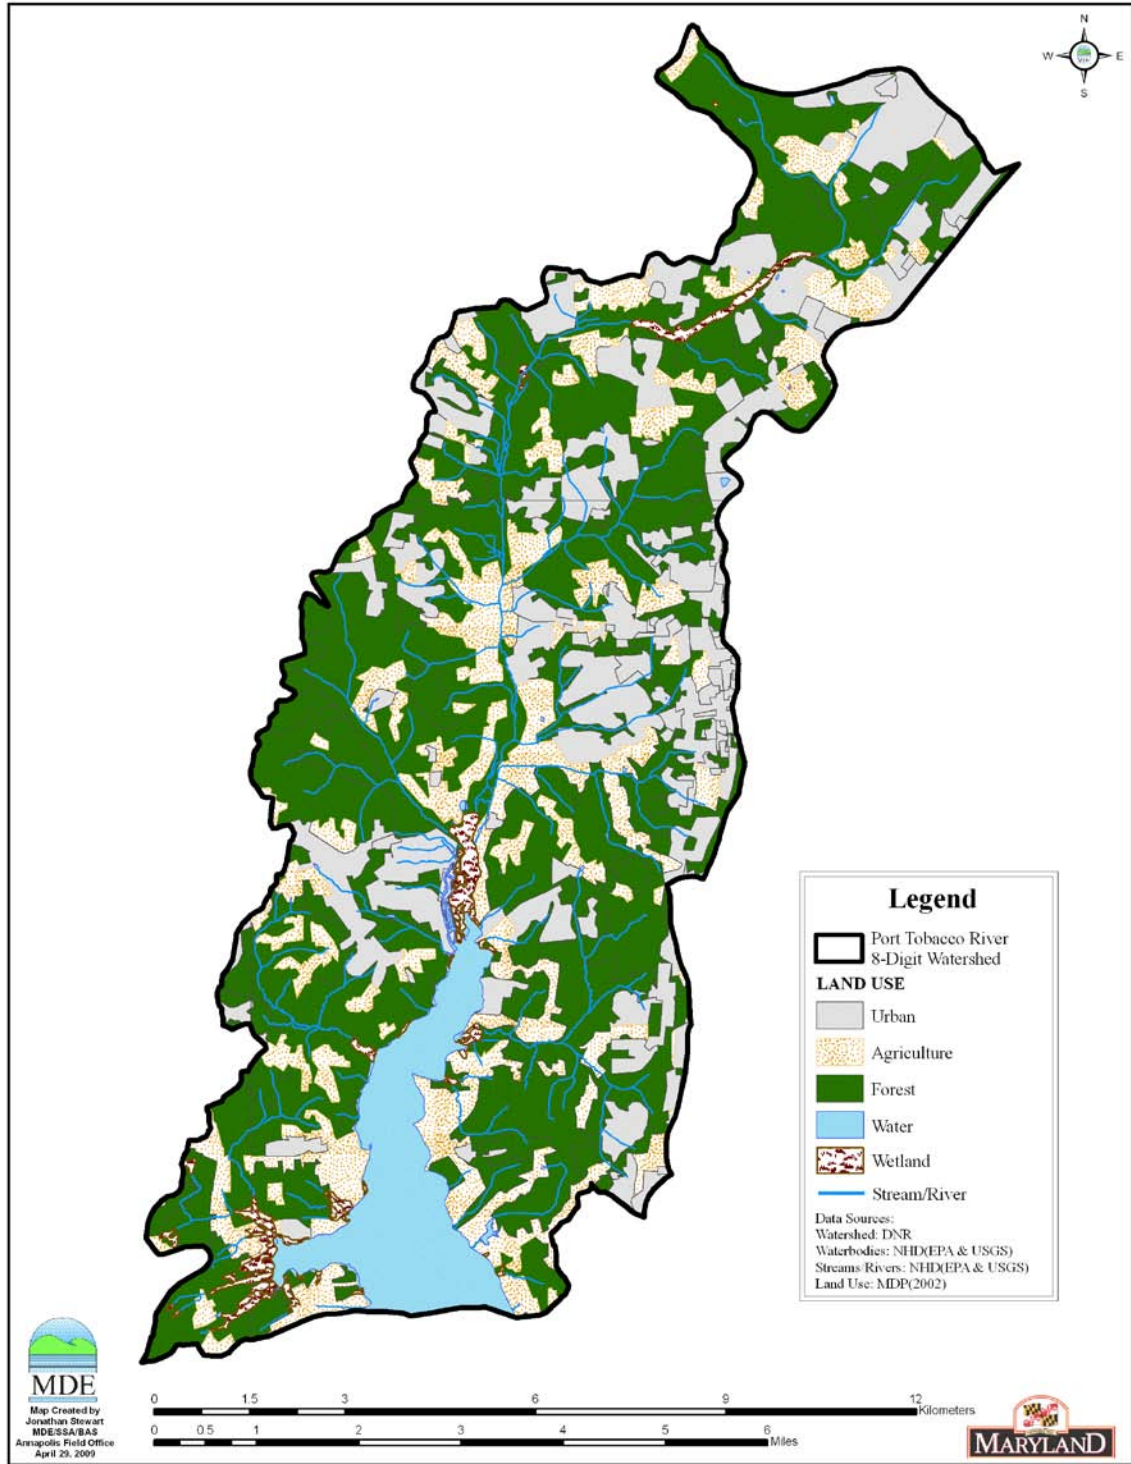 N
W E
S
Legend
Port Tobacco River
8-Digit Watershed
LAND USE
Urban
Agriculture
Forest
Water
Wetland
Stream/River
Data Sources:
Watershed: DNR
Waterbodies: NHD(EPA & USGS)
Streams/Rivers: NHD(EPA & USGS)
Land Use: MDP(2002)
MDE
Map Created by
Jonathan Stewart
MDE/SSA/BAS
Annapolis Field Office
April 29, 2009
0 1.5 3 6 9 12
Kilometers
0 0.5 1 2 3 4 5 6
Miles
MARYLAND